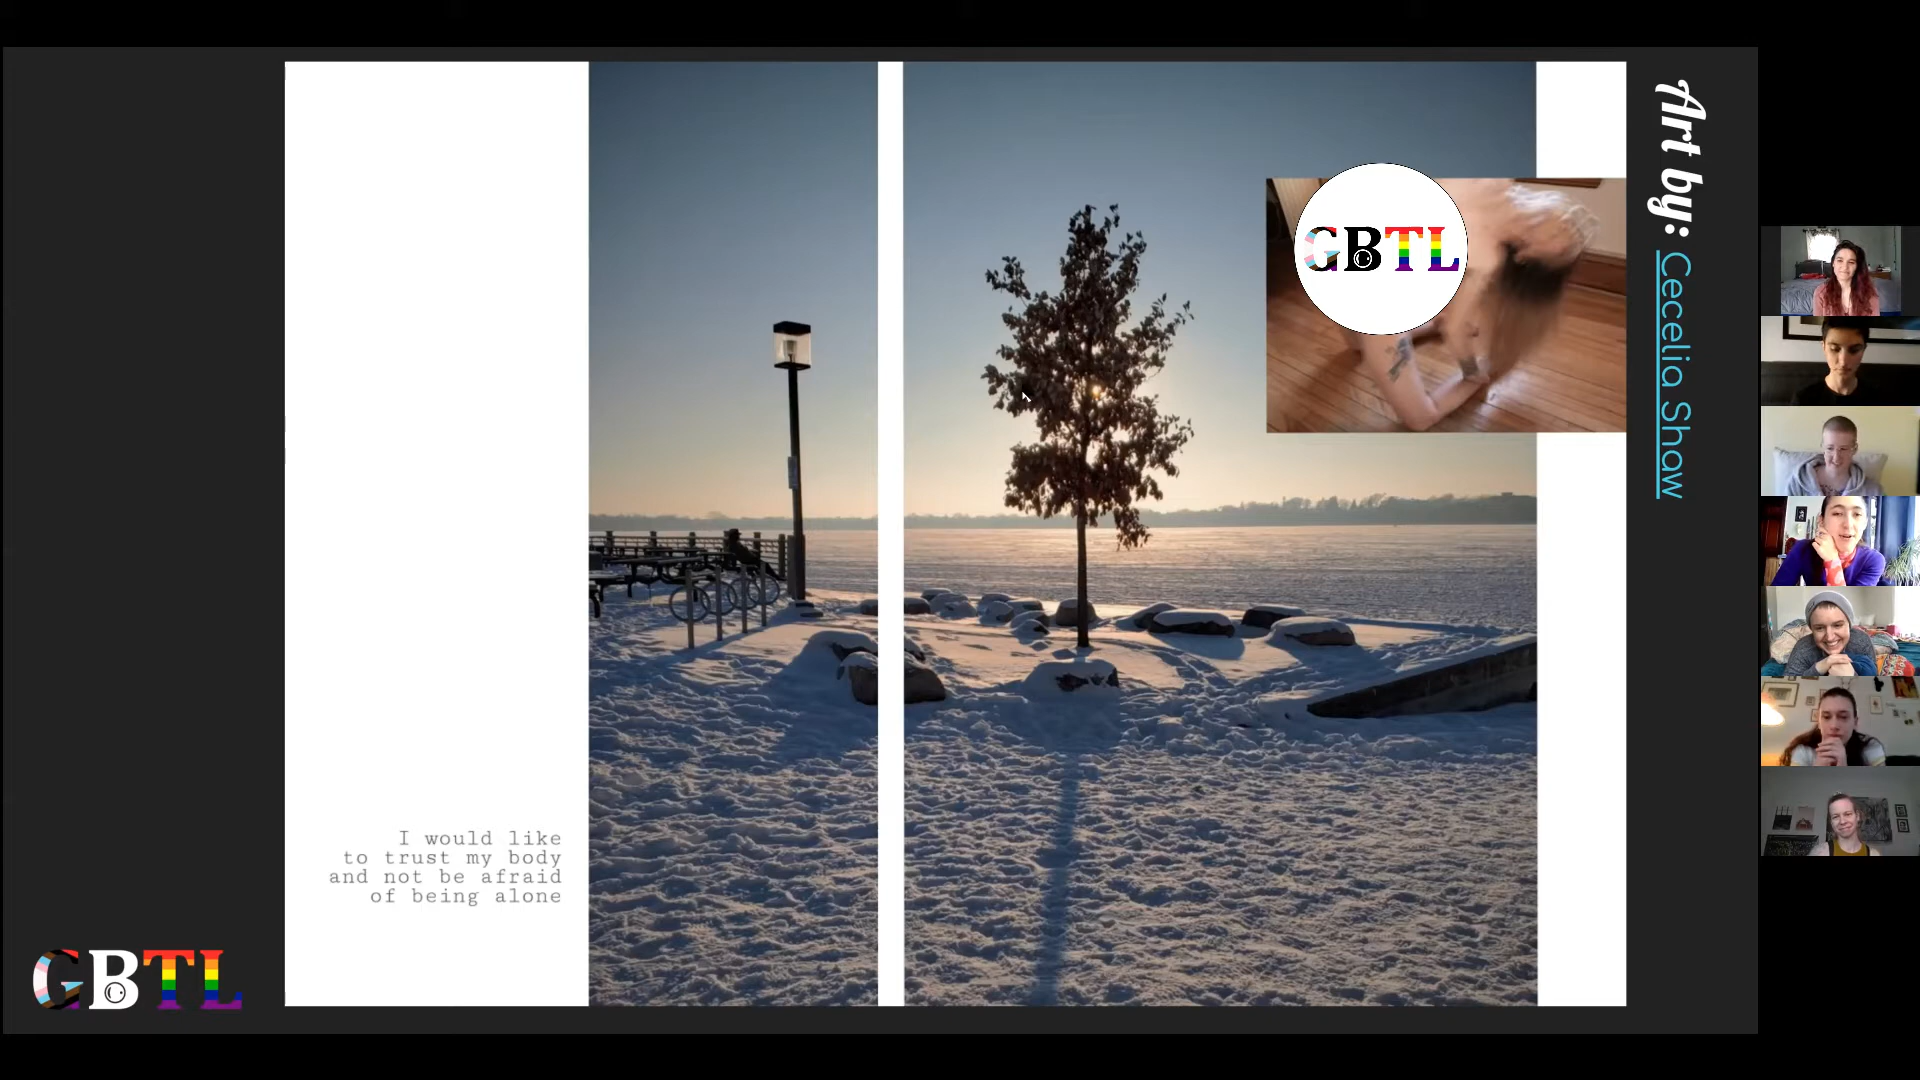 Art by: Cecelia Shaw
GBTL
I would like
to trust my body
and not be afraid
of being alone
GBTL